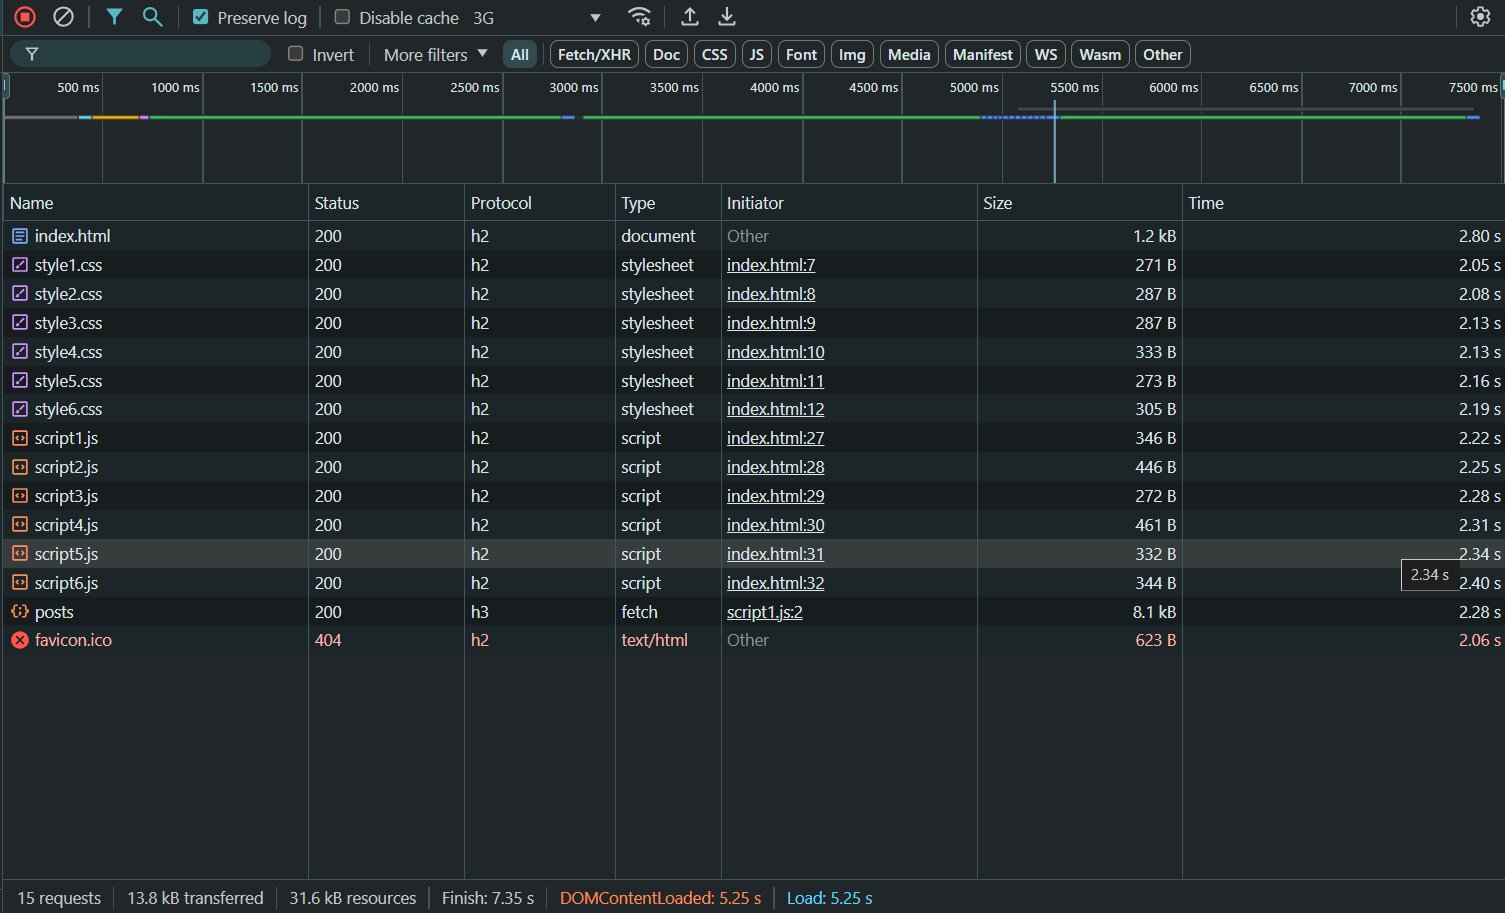 Preserve log Disable cache 3G
Invert More filters All Fetch/XHR Doc CSS JS Font Img Media Manifest WS Wasm Other
500 ms 1000 ms 1500 ms 2000 ms 2500 ms 3000 ms 3500 ms 4000 ms 4500 ms 5000 ms 5500 ms 6000 ms 6500 ms 7000 ms 7500 ms
Name Status Protocol Type Initiator Size Time
index.html 200 h2 document Other 1.2 kB 2.80 s
style1.css 200 h2 stylesheet index.html:7 271 B 2.05 s
style2.css 200 h2 stylesheet index.html:8 287 B 2.08 s
style3.css 200 h2 stylesheet index.html:9 287 B 2.13 s
style4.css 200 h2 stylesheet index.html:10 333 B 2.13 s
style5.css 200 h2 stylesheet index.html:11 273 B 2.16 s
style6.css 200 h2 stylesheet index.html:12 305 B 2.19 s
script1.js 200 h2 script index.html:27 346 B 2.22 s
script2.js 200 h2 script index.html:28 446 B 2.25 s
script3.js 200 h2 script index.html:29 272 B 2.28 s
script4.js 200 h2 script index.html:30 461 B 2.31 s
script5.js 200 h2 script index.html:31 332 B 2.34 s
2.34 s
script6.js 200 h2 script index.html:32 344 B 2.40 s
posts 200 h3 fetch script1.js:2 8.1 kB 2.28 s
favicon.ico 404 h2 text/html Other 623 B 2.06 s
15 requests 13.8 kB transferred 31.6 kB resources Finish: 7.35 s DOMContentLoaded: 5.25 s Load: 5.25 s